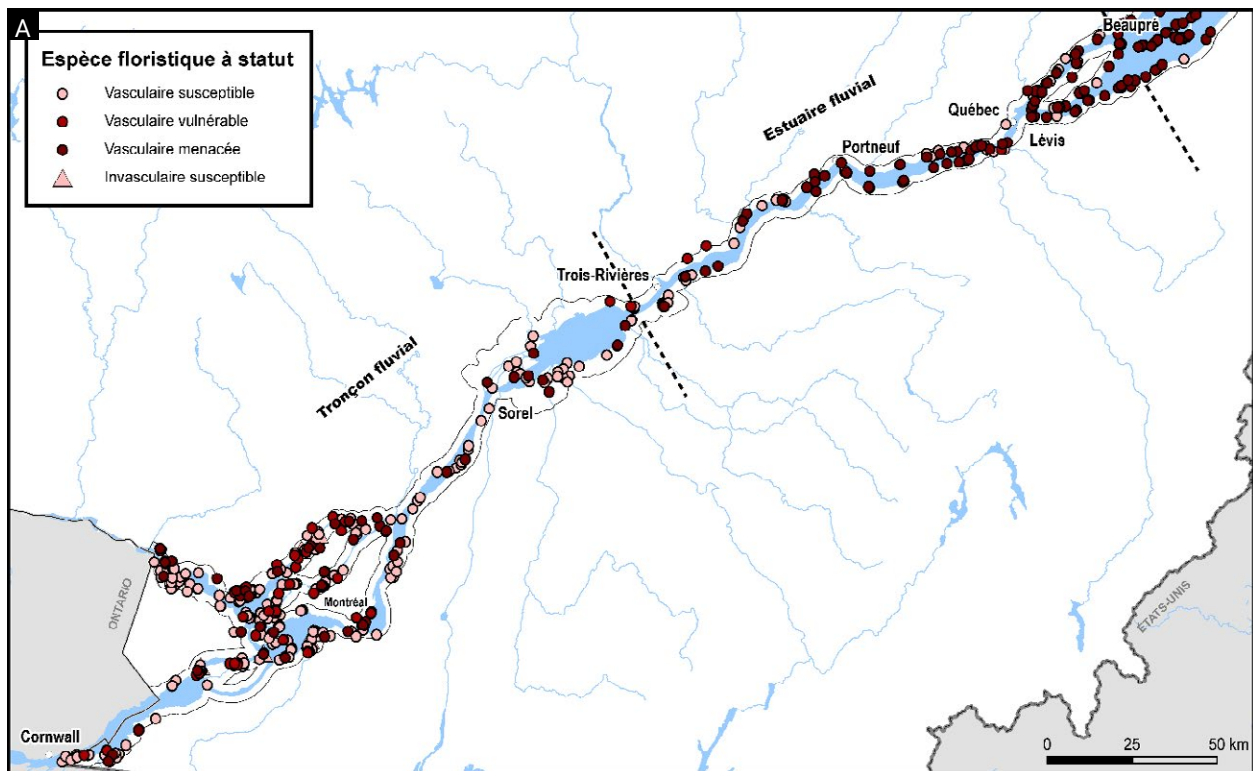 A
Espèce floristique à statut
Vasculaire susceptible
Vasculaire vulnérable
Vasculaire menacée
Invasculaire susceptible
Beaupré
Québec
Lévis
Estuaire fluvial
Portneuf
Trois-Rivières
Tronçon fluvial
Sorel
Montréal
ONTARIO
ÉTATS-UNIS
Cornwall
0 25 50 km